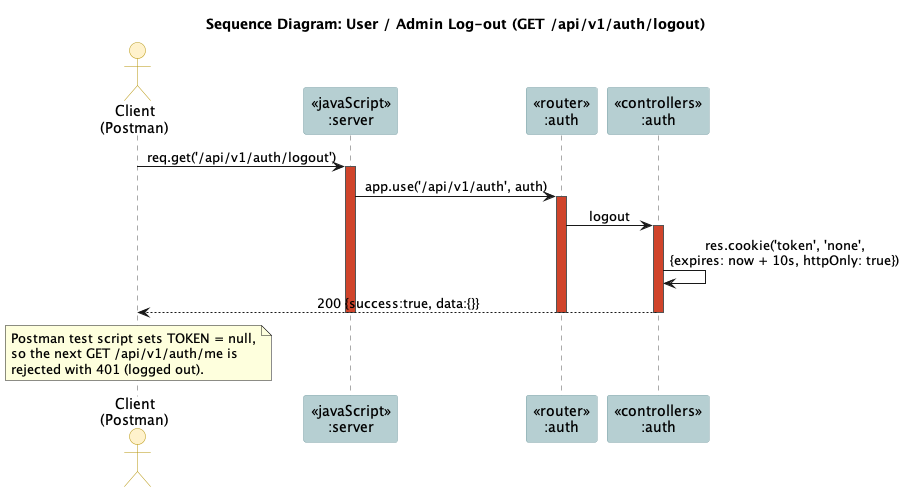 Sequence Diagram: User / Admin Log-out (GET /api/v1/auth/logout)
Client
(Postman)
«javaScript»
:server
«router»
:auth
«controllers»
:auth
req.get('/api/v1/auth/logout')
app.use('/api/v1/auth', auth)
logout
res.cookie('token', 'none',
{expires: now + 10s, httpOnly: true})
200 {success:true, data:{}}
Postman test script sets TOKEN = null,
so the next GET /api/v1/auth/me is
rejected with 401 (logged out).
Client
(Postman)
«javaScript»
:server
«router»
:auth
«controllers»
:auth